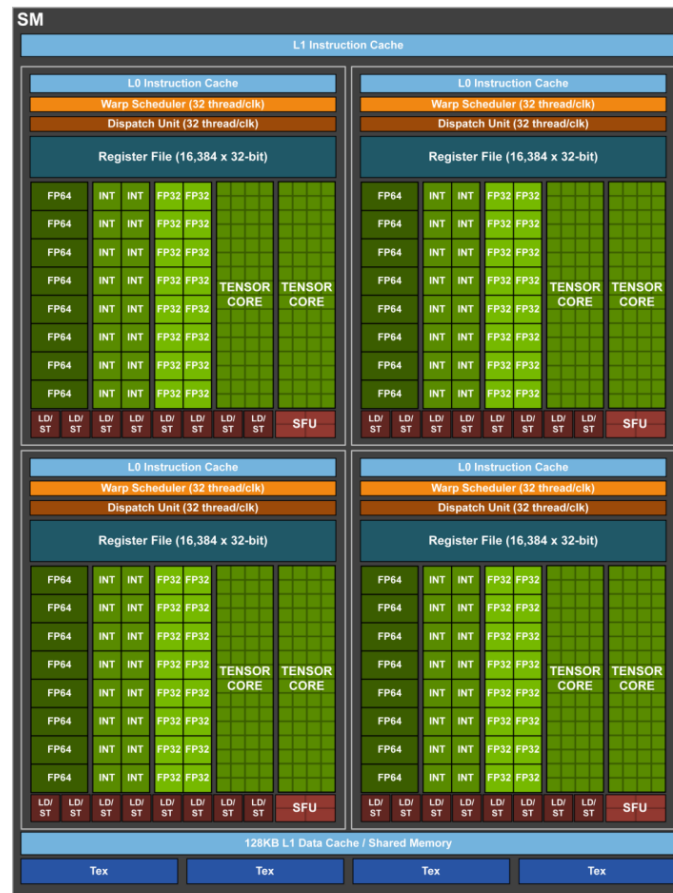 SM
L1 Instruction Cache
L0 Instruction Cache
Warp Scheduler (32 thread/clk)
Dispatch Unit (32 thread/clk)
Register File (16,384 x 32-bit)
FP64 INT INT FP32 FP32
FP64 INT INT FP32 FP32
FP64 INT INT FP32 FP32
FP64 INT INT FP32 FP32
FP64 INT INT FP32 FP32
FP64 INT INT FP32 FP32
FP64 INT INT FP32 FP32
FP64 INT INT FP32 FP32
TENSOR TENSOR
CORE CORE
LD/ LD/ LD/ LD/ LD/ LD/ LD/ LD/
ST ST ST ST ST ST ST ST
SFU
L0 Instruction Cache
Warp Scheduler (32 thread/clk)
Dispatch Unit (32 thread/clk)
Register File (16,384 x 32-bit)
FP64 INT INT FP32 FP32
FP64 INT INT FP32 FP32
FP64 INT INT FP32 FP32
FP64 INT INT FP32 FP32
FP64 INT INT FP32 FP32
FP64 INT INT FP32 FP32
FP64 INT INT FP32 FP32
FP64 INT INT FP32 FP32
TENSOR TENSOR
CORE CORE
LD/ LD/ LD/ LD/ LD/ LD/ LD/ LD/
ST ST ST ST ST ST ST ST
SFU
L0 Instruction Cache
Warp Scheduler (32 thread/clk)
Dispatch Unit (32 thread/clk)
Register File (16,384 x 32-bit)
FP64 INT INT FP32 FP32
FP64 INT INT FP32 FP32
FP64 INT INT FP32 FP32
FP64 INT INT FP32 FP32
FP64 INT INT FP32 FP32
FP64 INT INT FP32 FP32
FP64 INT INT FP32 FP32
FP64 INT INT FP32 FP32
TENSOR TENSOR
CORE CORE
LD/ LD/ LD/ LD/ LD/ LD/ LD/ LD/
ST ST ST ST ST ST ST ST
SFU
L0 Instruction Cache
Warp Scheduler (32 thread/clk)
Dispatch Unit (32 thread/clk)
Register File (16,384 x 32-bit)
FP64 INT INT FP32 FP32
FP64 INT INT FP32 FP32
FP64 INT INT FP32 FP32
FP64 INT INT FP32 FP32
FP64 INT INT FP32 FP32
FP64 INT INT FP32 FP32
FP64 INT INT FP32 FP32
FP64 INT INT FP32 FP32
TENSOR TENSOR
CORE CORE
LD/ LD/ LD/ LD/ LD/ LD/ LD/ LD/
ST ST ST ST ST ST ST ST
SFU
128KB L1 Data Cache / Shared Memory
Tex Tex Tex Tex